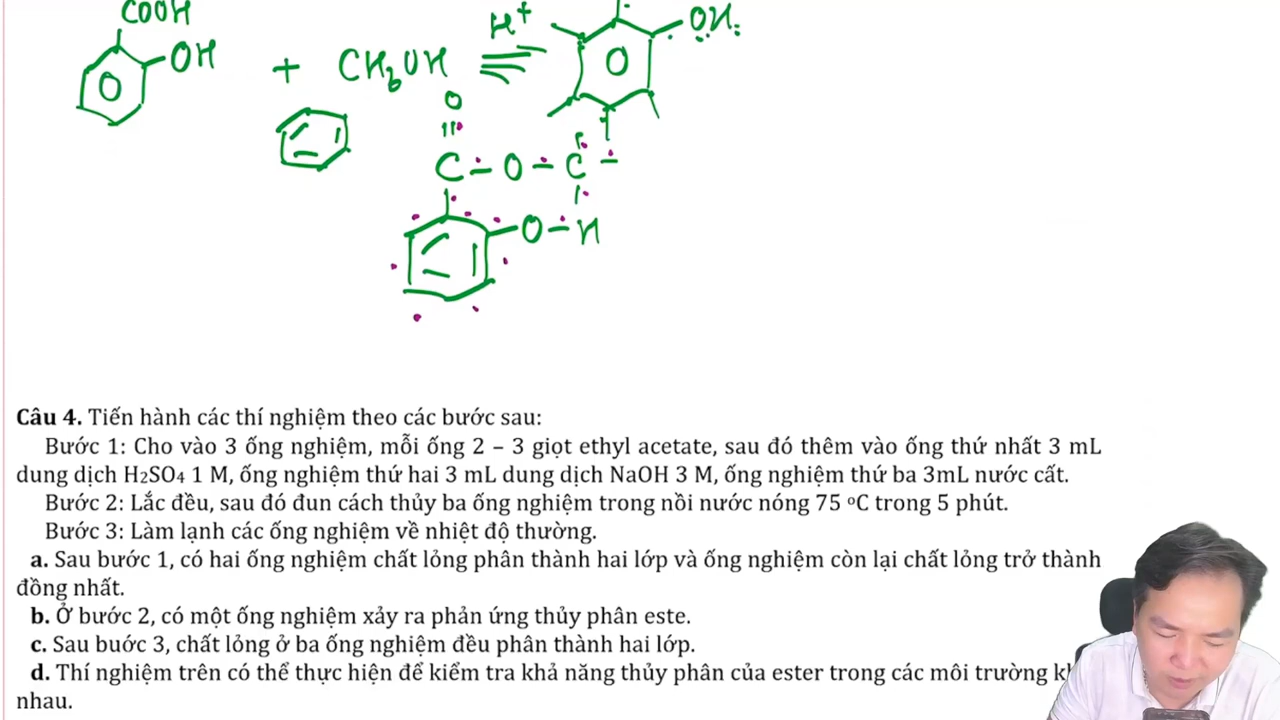 COOH
OH
+ CH3OH
H+
OH
O
C - O - C -
O - H
Câu 4. Tiến hành các thí nghiệm theo các bước sau:
Bước 1: Cho vào 3 ống nghiệm, mỗi ống 2 – 3 giọt ethyl acetate, sau đó thêm vào ống thứ nhất 3 mL
dung dịch H₂SO₄ 1 M, ống nghiệm thứ hai 3 mL dung dịch NaOH 3 M, ống nghiệm thứ ba 3mL nước cất.
Bước 2: Lắc đều, sau đó đun cách thủy ba ống nghiệm trong nồi nước nóng 75 ᵒC trong 5 phút.
Bước 3: Làm lạnh các ống nghiệm về nhiệt độ thường.
a. Sau bước 1, có hai ống nghiệm chất lỏng phân thành hai lớp và ống nghiệm còn lại chất lỏng trở thành
đồng nhất.
b. Ở bước 2, có một ống nghiệm xảy ra phản ứng thủy phân este.
c. Sau buớc 3, chất lỏng ở ba ống nghiệm đều phân thành hai lớp.
d. Thí nghiệm trên có thể thực hiện để kiểm tra khả năng thủy phân của ester trong các môi trường
nhau.